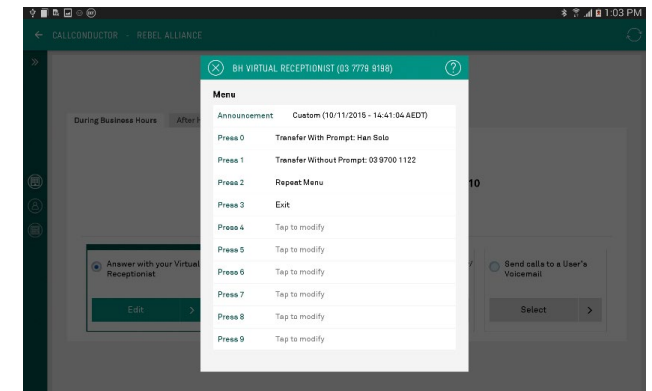 1:03 PM
CALLCONDUCTOR - REBEL ALLIANCE
BH VIRTUAL RECEPTIONIST (03 7779 9198)
?
Menu
Announcement Custom (10/11/2015 - 14:41:04 AEDT)
Press 0 Transfer With Prompt: Han Solo
Press 1 Transfer Without Prompt: 03 9700 1122
Press 2 Repeat Menu
Press 3 Exit
Press 4 Tap to modify
Press 5 Tap to modify
Press 6 Tap to modify
Press 7 Tap to modify
Press 8 Tap to modify
Press 9 Tap to modify
During Business Hours
After H
10
Answer with your Virtual
Receptionist
Edit
Send calls to a User's
Voicemail
Select